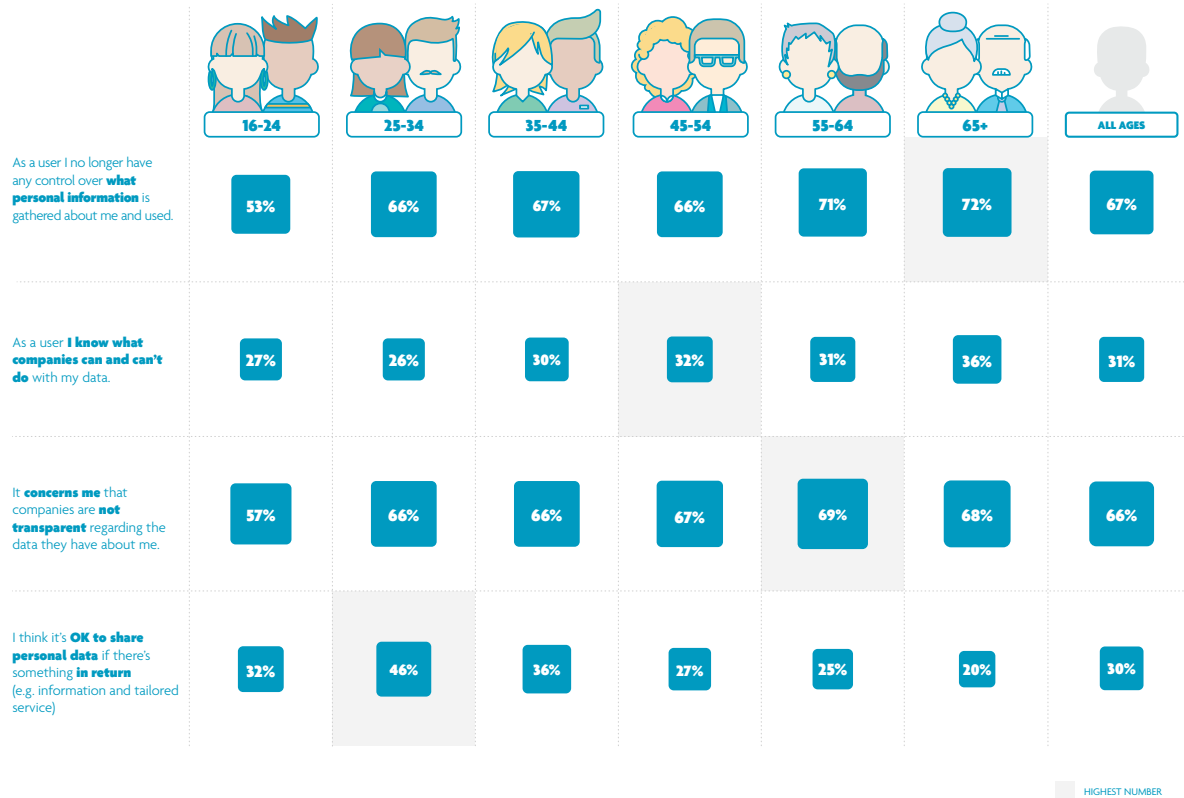 16-24 25-34 35-44 45-54 55-64 65+ ALL AGES
As a user I no longer have
any control over what
personal information is
gathered about me and used.
53% 66% 67% 66% 71% 72% 67%
As a user I know what
companies can and can't
do with my data.
27% 26% 30% 32% 31% 36% 31%
It concerns me that
companies are not
transparent regarding the
data they have about me.
57% 66% 66% 67% 69% 68% 66%
I think it's OK to share
personal data if there's
something in return
(e.g. information and tailored
service)
32% 46% 36% 27% 25% 20% 30%
HIGHEST NUMBER